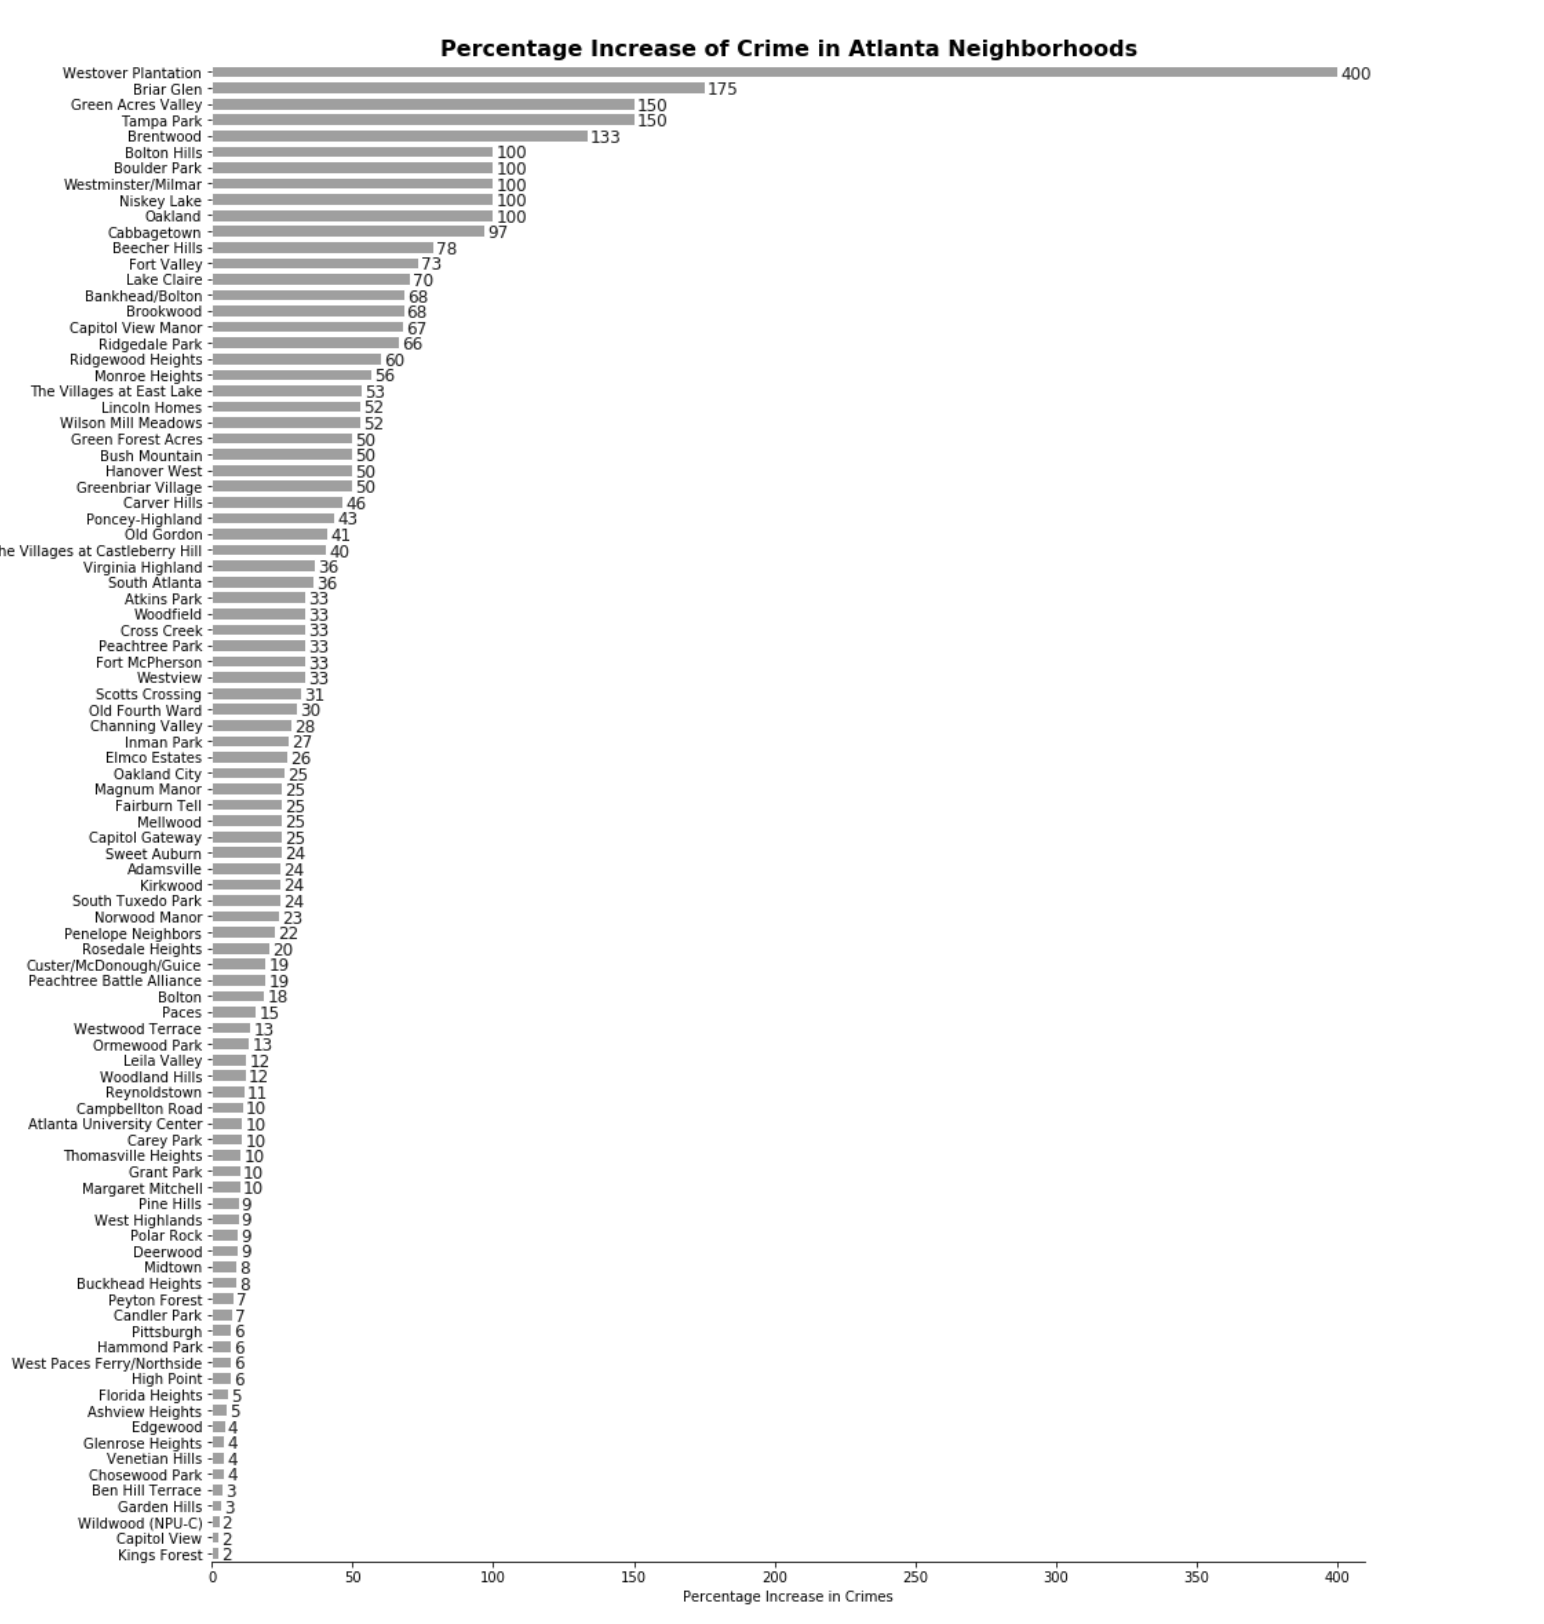 Percentage Increase of Crime in Atlanta Neighborhoods
Westover Plantation 400
Briar Glen 175
Green Acres Valley 150
Tampa Park 150
Brentwood 133
Bolton Hills 100
Boulder Park 100
Westminster/Milmar 100
Niskey Lake 100
Oakland 100
Cabbagetown 97
Beecher Hills 78
Fort Valley 73
Lake Claire 70
Bankhead/Bolton 68
Brookwood 68
Capitol View Manor 67
Ridgedale Park 66
Ridgewood Heights 60
Monroe Heights 56
The Villages at East Lake 53
Lincoln Homes 52
Wilson Mill Meadows 52
Green Forest Acres 50
Bush Mountain 50
Hanover West 50
Greenbriar Village 50
Carver Hills 46
Poncey-Highland 43
Old Gordon 41
he Villages at Castleberry Hill 40
Virginia Highland 36
South Atlanta 36
Atkins Park 33
Woodfield 33
Cross Creek 33
Peachtree Park 33
Fort McPherson 33
Westview 33
Scotts Crossing 31
Old Fourth Ward 30
Channing Valley 28
Inman Park 27
Elmco Estates 26
Oakland City 25
Magnum Manor 25
Fairburn Tell 25
Mellwood 25
Capitol Gateway 25
Sweet Auburn 24
Adamsville 24
Kirkwood 24
South Tuxedo Park 24
Norwood Manor 23
Penelope Neighbors 22
Rosedale Heights 20
Custer/McDonough/Guice 19
Peachtree Battle Alliance 19
Bolton 18
Paces 15
Westwood Terrace 13
Ormewood Park 13
Leila Valley 12
Woodland Hills 12
Reynoldstown 11
Campbellton Road 10
Atlanta University Center 10
Carey Park 10
Thomasville Heights 10
Grant Park 10
Margaret Mitchell 10
Pine Hills 9
West Highlands 9
Polar Rock 9
Deerwood 9
Midtown 8
Buckhead Heights 8
Peyton Forest 7
Candler Park 7
Pittsburgh 6
Hammond Park 6
West Paces Ferry/Northside 6
High Point 6
Florida Heights 5
Ashview Heights 5
Edgewood 4
Glenrose Heights 4
Venetian Hills 4
Chosewood Park 4
Ben Hill Terrace 3
Garden Hills 3
Wildwood (NPU-C) 2
Capitol View 2
Kings Forest 2
0 50 100 150 200 250 300 350 400
Percentage Increase in Crimes